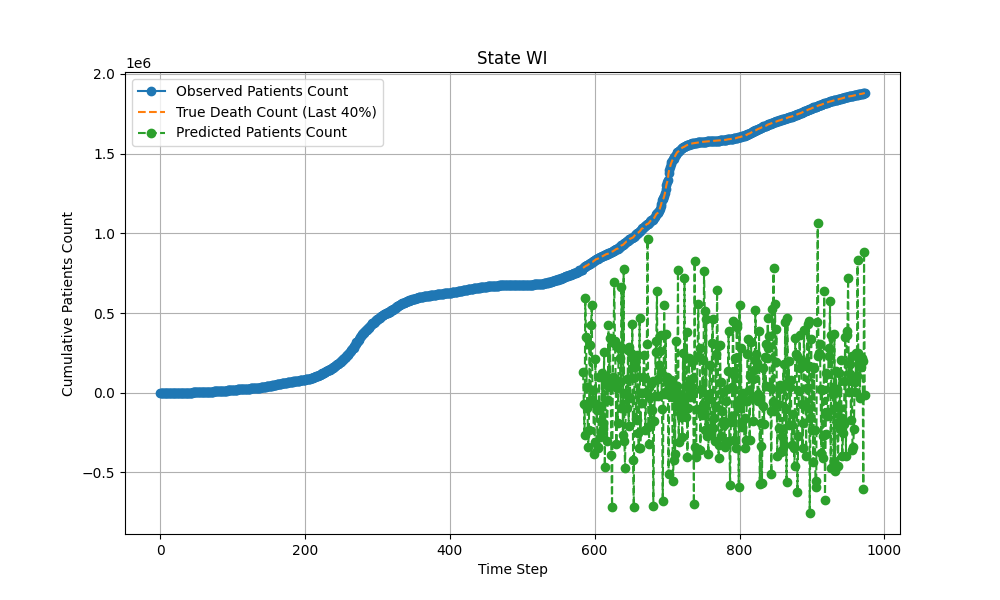 State WI
1e6
2.0
1.5
1.0
0.5
0.0
−0.5
Cumulative Patients Count
Observed Patients Count
True Death Count (Last 40%)
Predicted Patients Count
0 200 400 600 800 1000
Time Step